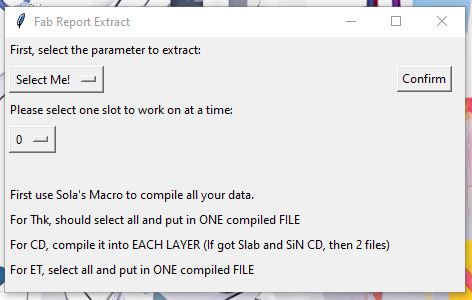 Fab Report Extract
First, select the parameter to extract:
Select Me!
Confirm
Please select one slot to work on at a time:
0
First use Sola's Macro to compile all your data.
For Thk, should select all and put in ONE compiled FILE
For CD, compile it into EACH LAYER (If got Slab and SiN CD, then 2 files)
For ET, select all and put in ONE compiled FILE